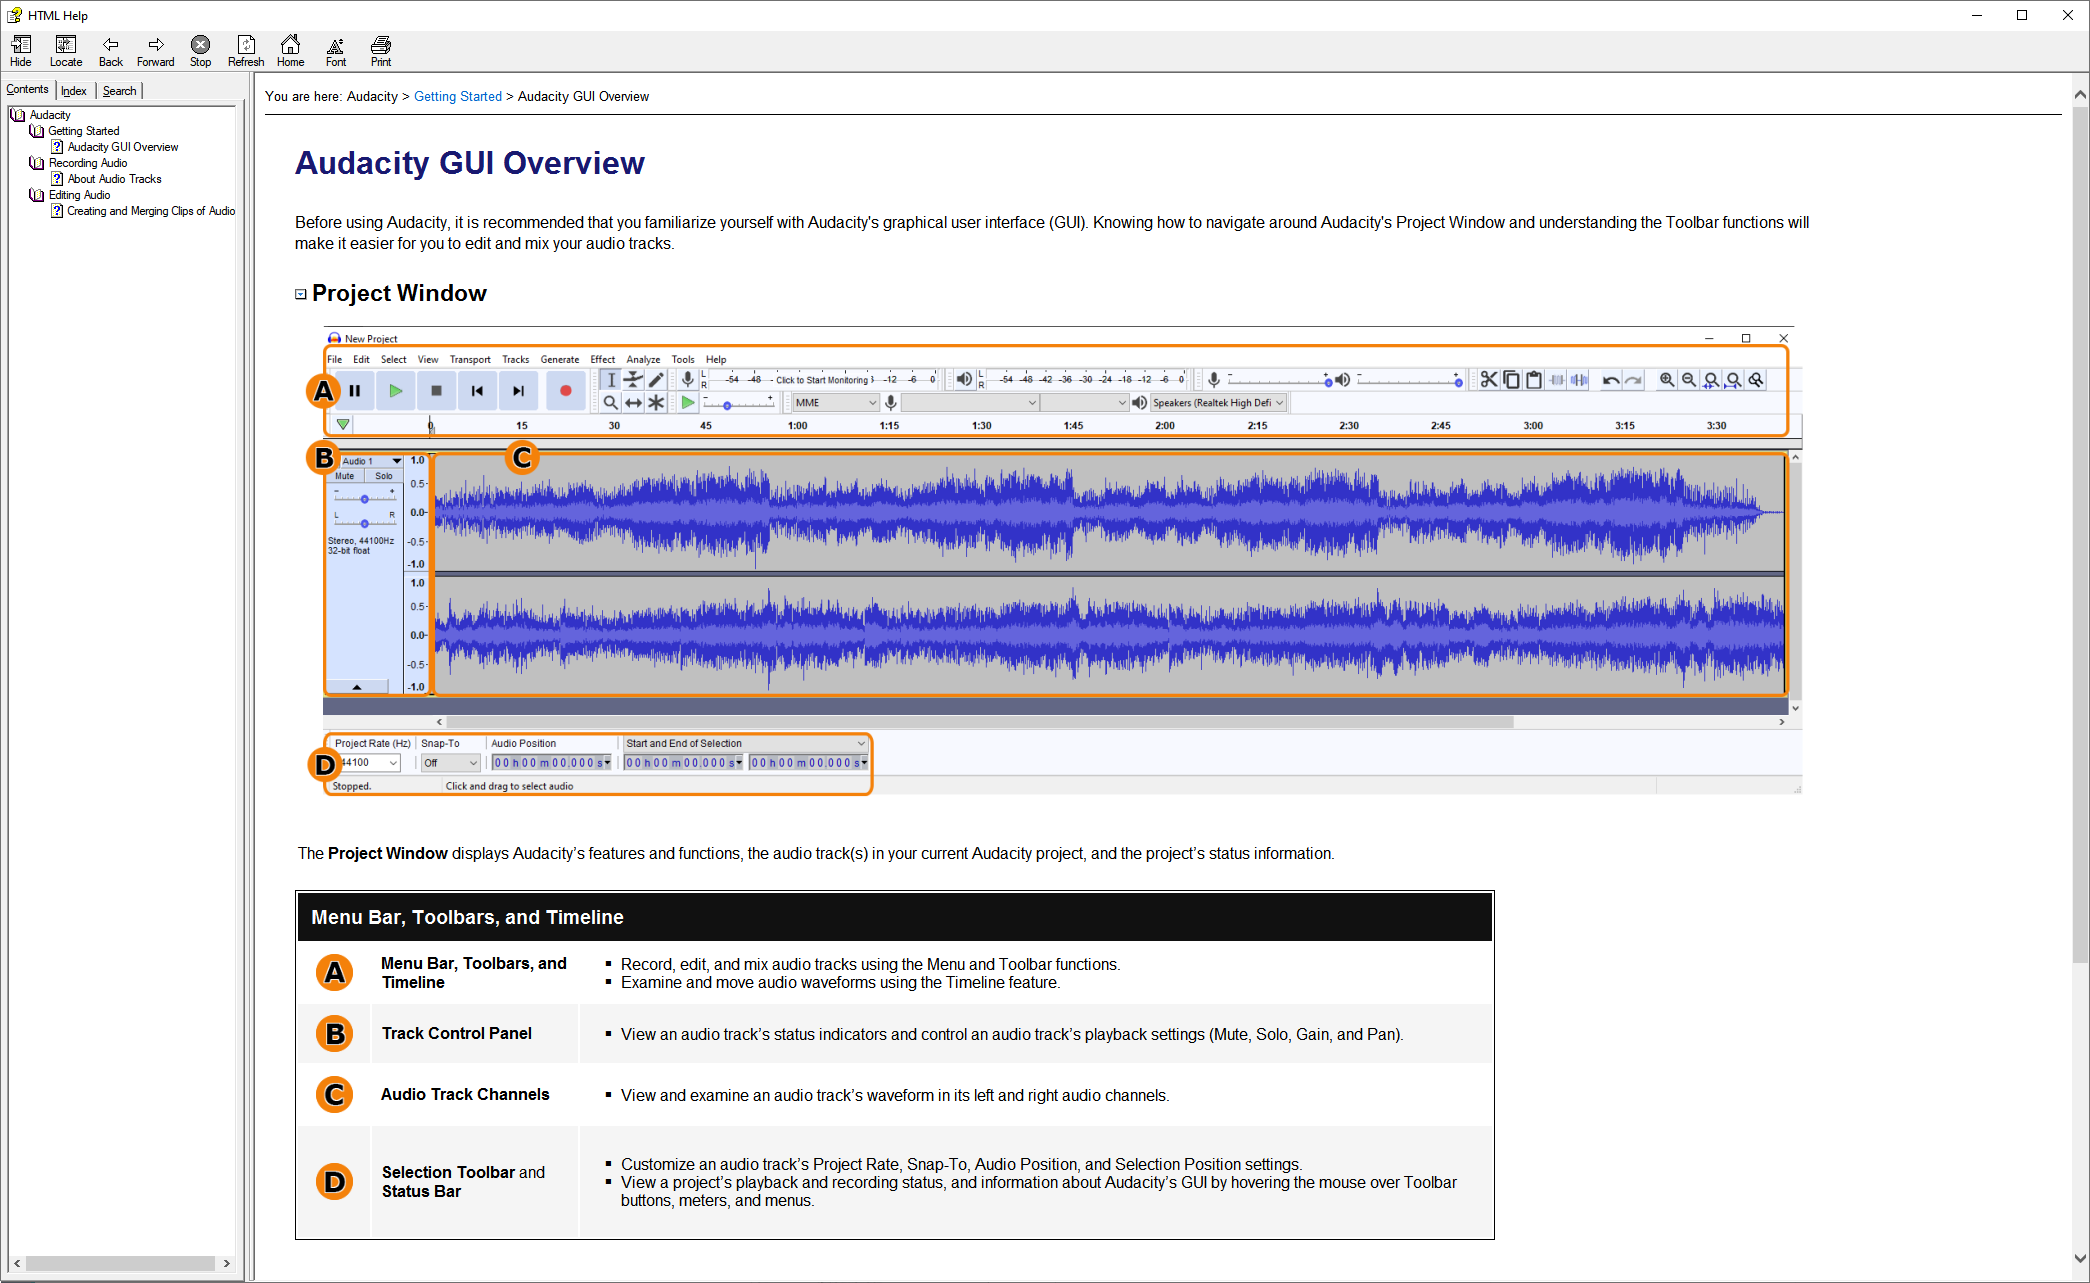 HTML Help
Hide Locate Back Forward Stop Refresh Home Font Print
Contents Index Search
Audacity
Getting Started
Audacity GUI Overview
Recording Audio
About Audio Tracks
Editing Audio
Creating and Merging Clips of Audio
You are here: Audacity > Getting Started > Audacity GUI Overview
Audacity GUI Overview
Before using Audacity, it is recommended that you familiarize yourself with Audacity's graphical user interface (GUI). Knowing how to navigate around Audacity's Project Window and understanding the Toolbar functions will
make it easier for you to edit and mix your audio tracks.
Project Window
New Project
File Edit Select View Transport Tracks Generate Effect Analyze Tools Help
A
L R -54 -48 - Click to Start Monitoring -12 -6 0
L R -54 -48 -42 -36 -30 -24 -18 -12 -6 0
- + - +
- +
MME
Speakers (Realtek High Defi
0 15 30 45 1:00 1:15 1:30 1:45 2:00 2:15 2:30 2:45 3:00 3:15 3:30
B
C
Audio 1
Mute Solo
- +
L R
Stereo, 44100Hz
32-bit float
1.0
0.5-
0.0-
-0.5-
-1.0
1.0
0.5-
0.0-
-0.5-
-1.0
D
Project Rate (Hz) Snap-To Audio Position Start and End of Selection
44100 Off 00 h 00 m 00.000 s 00 h 00 m 00.000 s 00 h 00 m 00.000 s
Stopped. Click and drag to select audio
The Project Window displays Audacity’s features and functions, the audio track(s) in your current Audacity project, and the project’s status information.
Menu Bar, Toolbars, and Timeline
A
Menu Bar, Toolbars, and
Timeline
▪ Record, edit, and mix audio tracks using the Menu and Toolbar functions.
▪ Examine and move audio waveforms using the Timeline feature.
B
Track Control Panel
▪ View an audio track’s status indicators and control an audio track’s playback settings (Mute, Solo, Gain, and Pan).
C
Audio Track Channels
▪ View and examine an audio track’s waveform in its left and right audio channels.
D
Selection Toolbar and
Status Bar
▪ Customize an audio track’s Project Rate, Snap-To, Audio Position, and Selection Position settings.
▪ View a project’s playback and recording status, and information about Audacity’s GUI by hovering the mouse over Toolbar
buttons, meters, and menus.